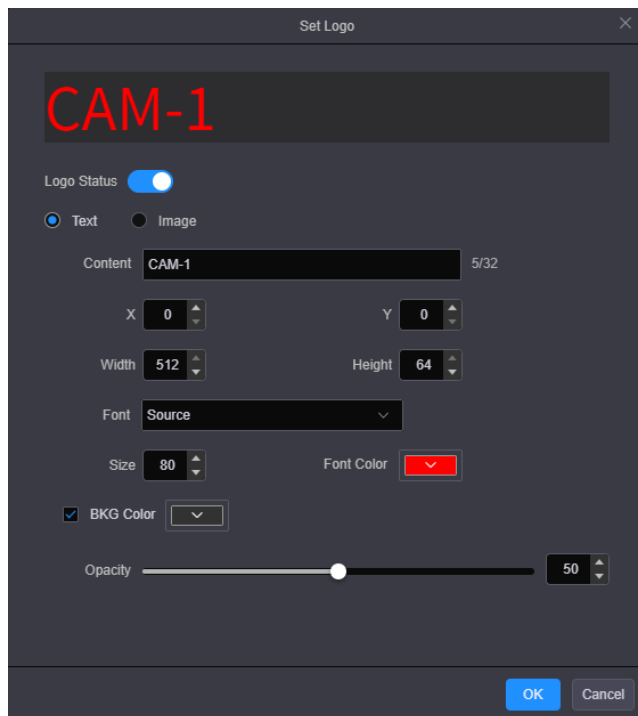 Set Logo
CAM-1
Logo Status
Text Image
Content CAM-1 5/32
X 0 Y 0
Width 512 Height 64
Font Source
Size 80 Font Color
BKG Color
Opacity 50
OK Cancel